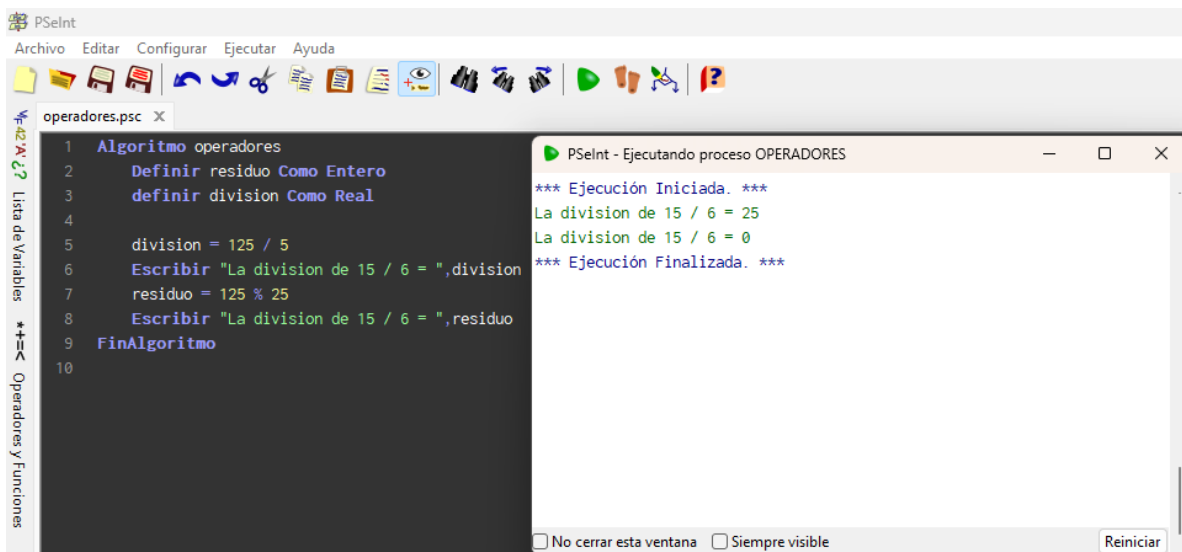 PSeInt
Archivo Editar Configurar Ejecutar Ayuda
operadores.psc X
1 Algoritmo operadores
2 Definir residuo Como Entero
3 definir division Como Real
4
5 division = 125 / 5
6 Escribir "La division de 15 / 6 = ",division
7 residuo = 125 % 25
8 Escribir "La division de 15 / 6 = ",residuo
9 FinAlgoritmo
10
Lista de Variables
*+=< Operadores y Funciones
PSeInt - Ejecutando proceso OPERADORES
*** Ejecución Iniciada. ***
La division de 15 / 6 = 25
La division de 15 / 6 = 0
*** Ejecución Finalizada. ***
No cerrar esta ventana Siempre visible Reiniciar